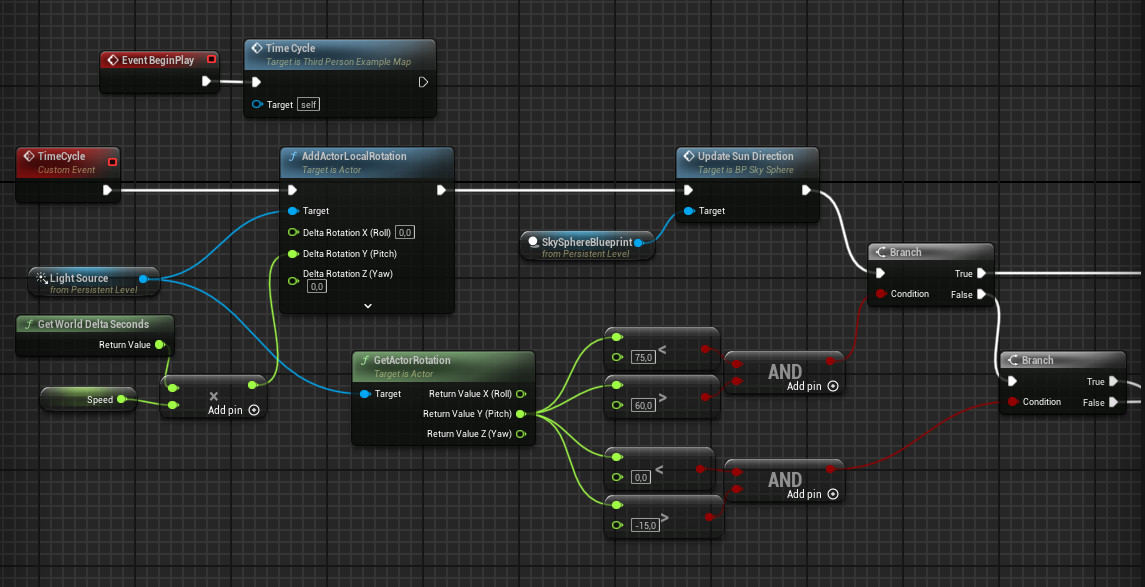 EventBeginPlay
Time Cycle
Target is Third Person Example Map
Target self
TimeCycle
Custom Event
AddActorLocalRotation
Target is Actor
Target
Delta Rotation X (Roll) 0,0
Delta Rotation Y (Pitch)
Delta Rotation Z (Yaw)
0,0
Update Sun Direction
Target is BP Sky Sphere
Target
SkySphereBlueprint
from Persistent Level
Branch
True
Condition False
Light Source
from Persistent Level
GetWorld Delta Seconds
Return Value
Speed
×
Add pin
GetActorRotation
Target is Actor
Target Return Value X (Roll)
Return Value Y (Pitch)
Return Value Z (Yaw)
<
75,0
>
60,0
AND
Add pin
<
0,0
>
-15,0
AND
Add pin
Branch
True
Condition False